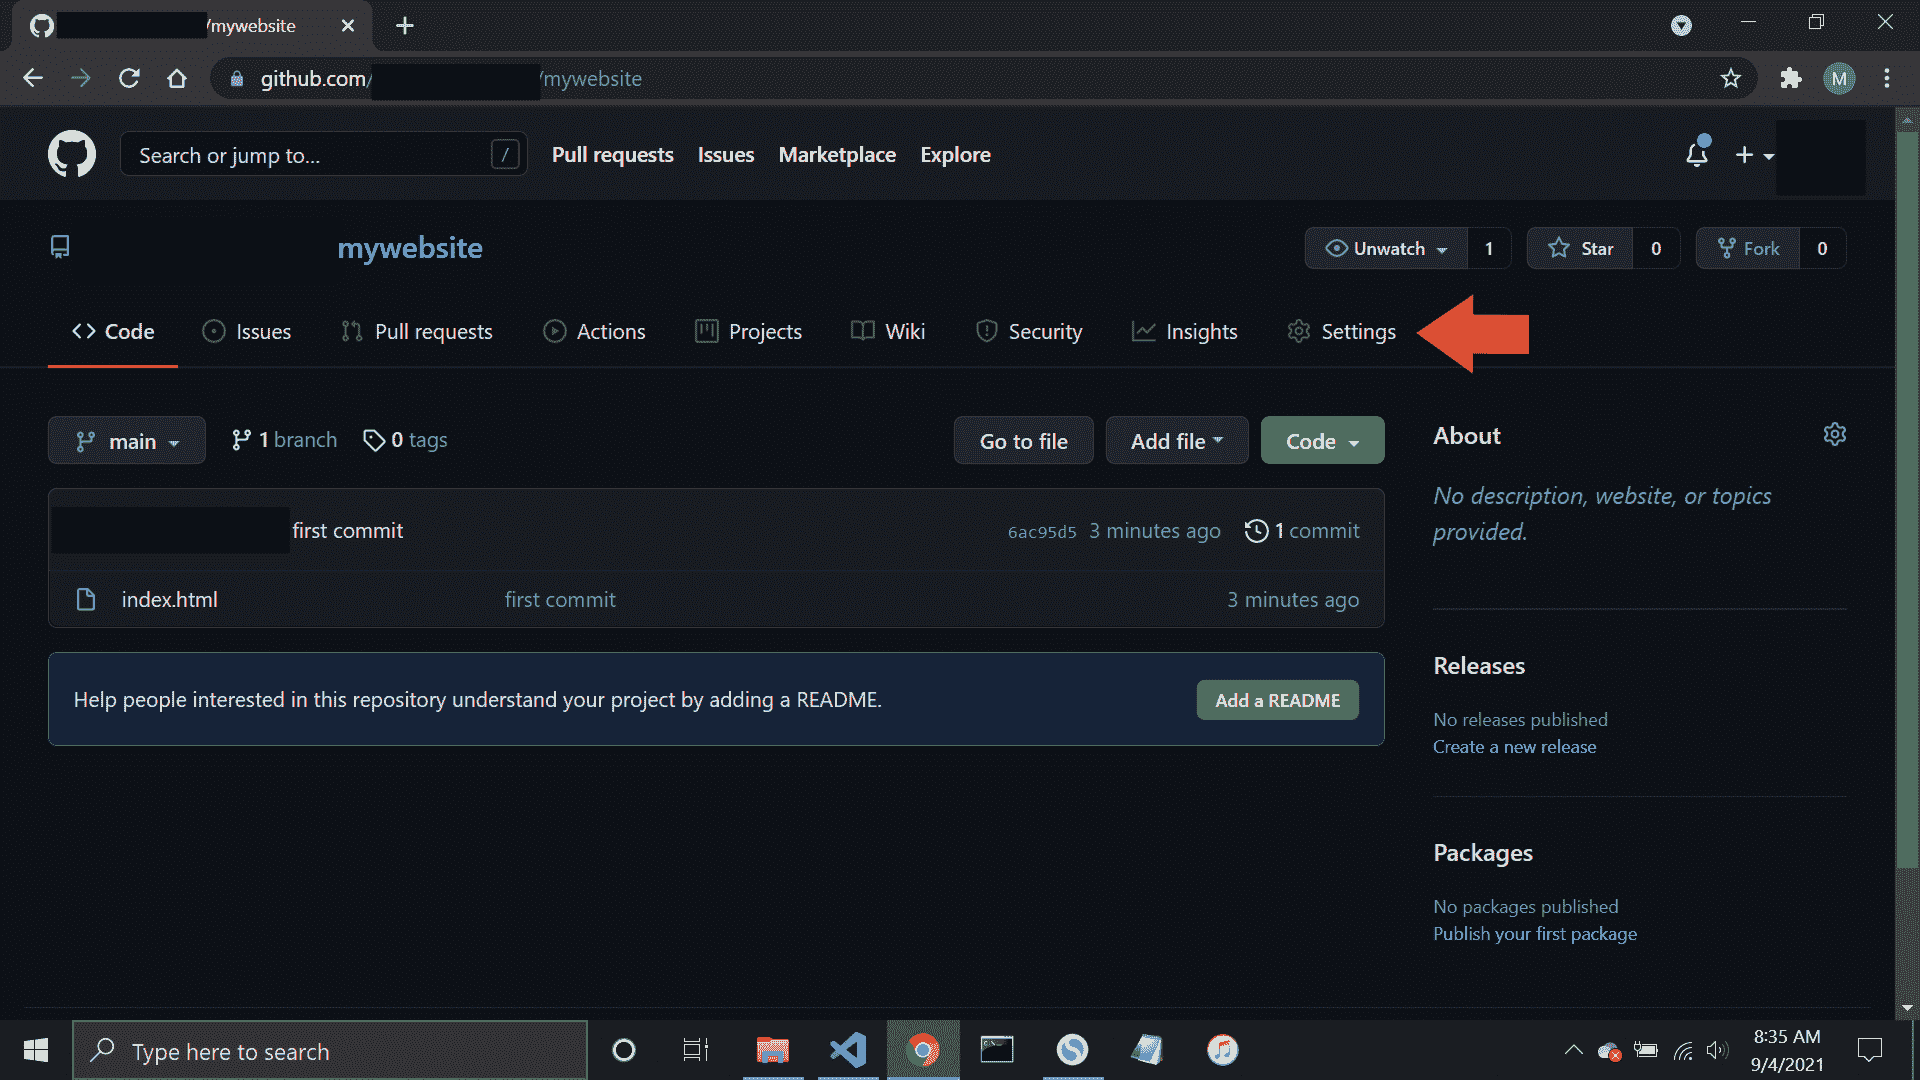 /mywebsite
github.com/ /mywebsite
M
Search or jump to... /
Pull requests Issues Marketplace Explore
mywebsite
Unwatch 1 Star 0 Fork 0
Code Issues Pull requests Actions Projects Wiki Security Insights Settings
main 1 branch 0 tags Go to file Add file Code
first commit 6ac95d5 3 minutes ago 1 commit
index.html first commit 3 minutes ago
Help people interested in this repository understand your project by adding a README. Add a README
About
No description, website, or topics
provided.
Releases
No releases published
Create a new release
Packages
No packages published
Publish your first package
Type here to search
8:35 AM
9/4/2021